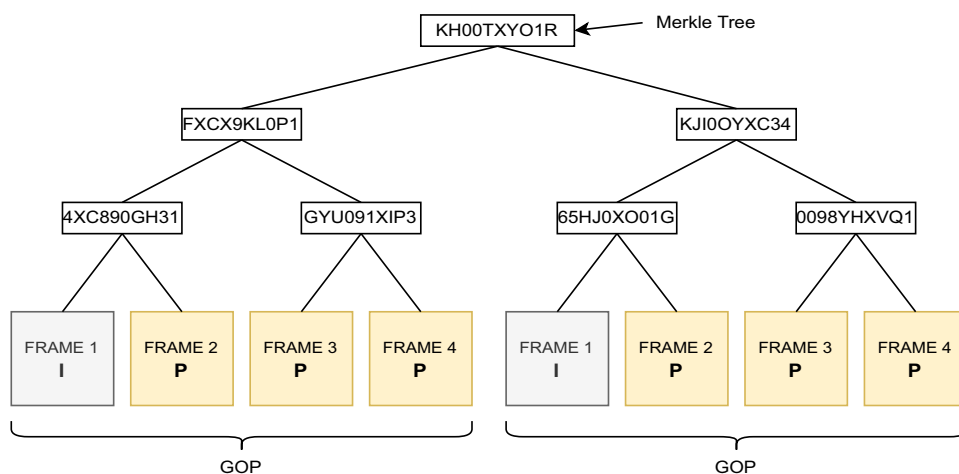 KH00TXYO1R
Merkle Tree
FXCX9KL0P1
KJI0OYXC34
4XC890GH31
GYU091XIP3
65HJ0XO01G
0098YHXVQ1
FRAME 1
I
FRAME 2
P
FRAME 3
P
FRAME 4
P
FRAME 1
I
FRAME 2
P
FRAME 3
P
FRAME 4
P
GOP
GOP